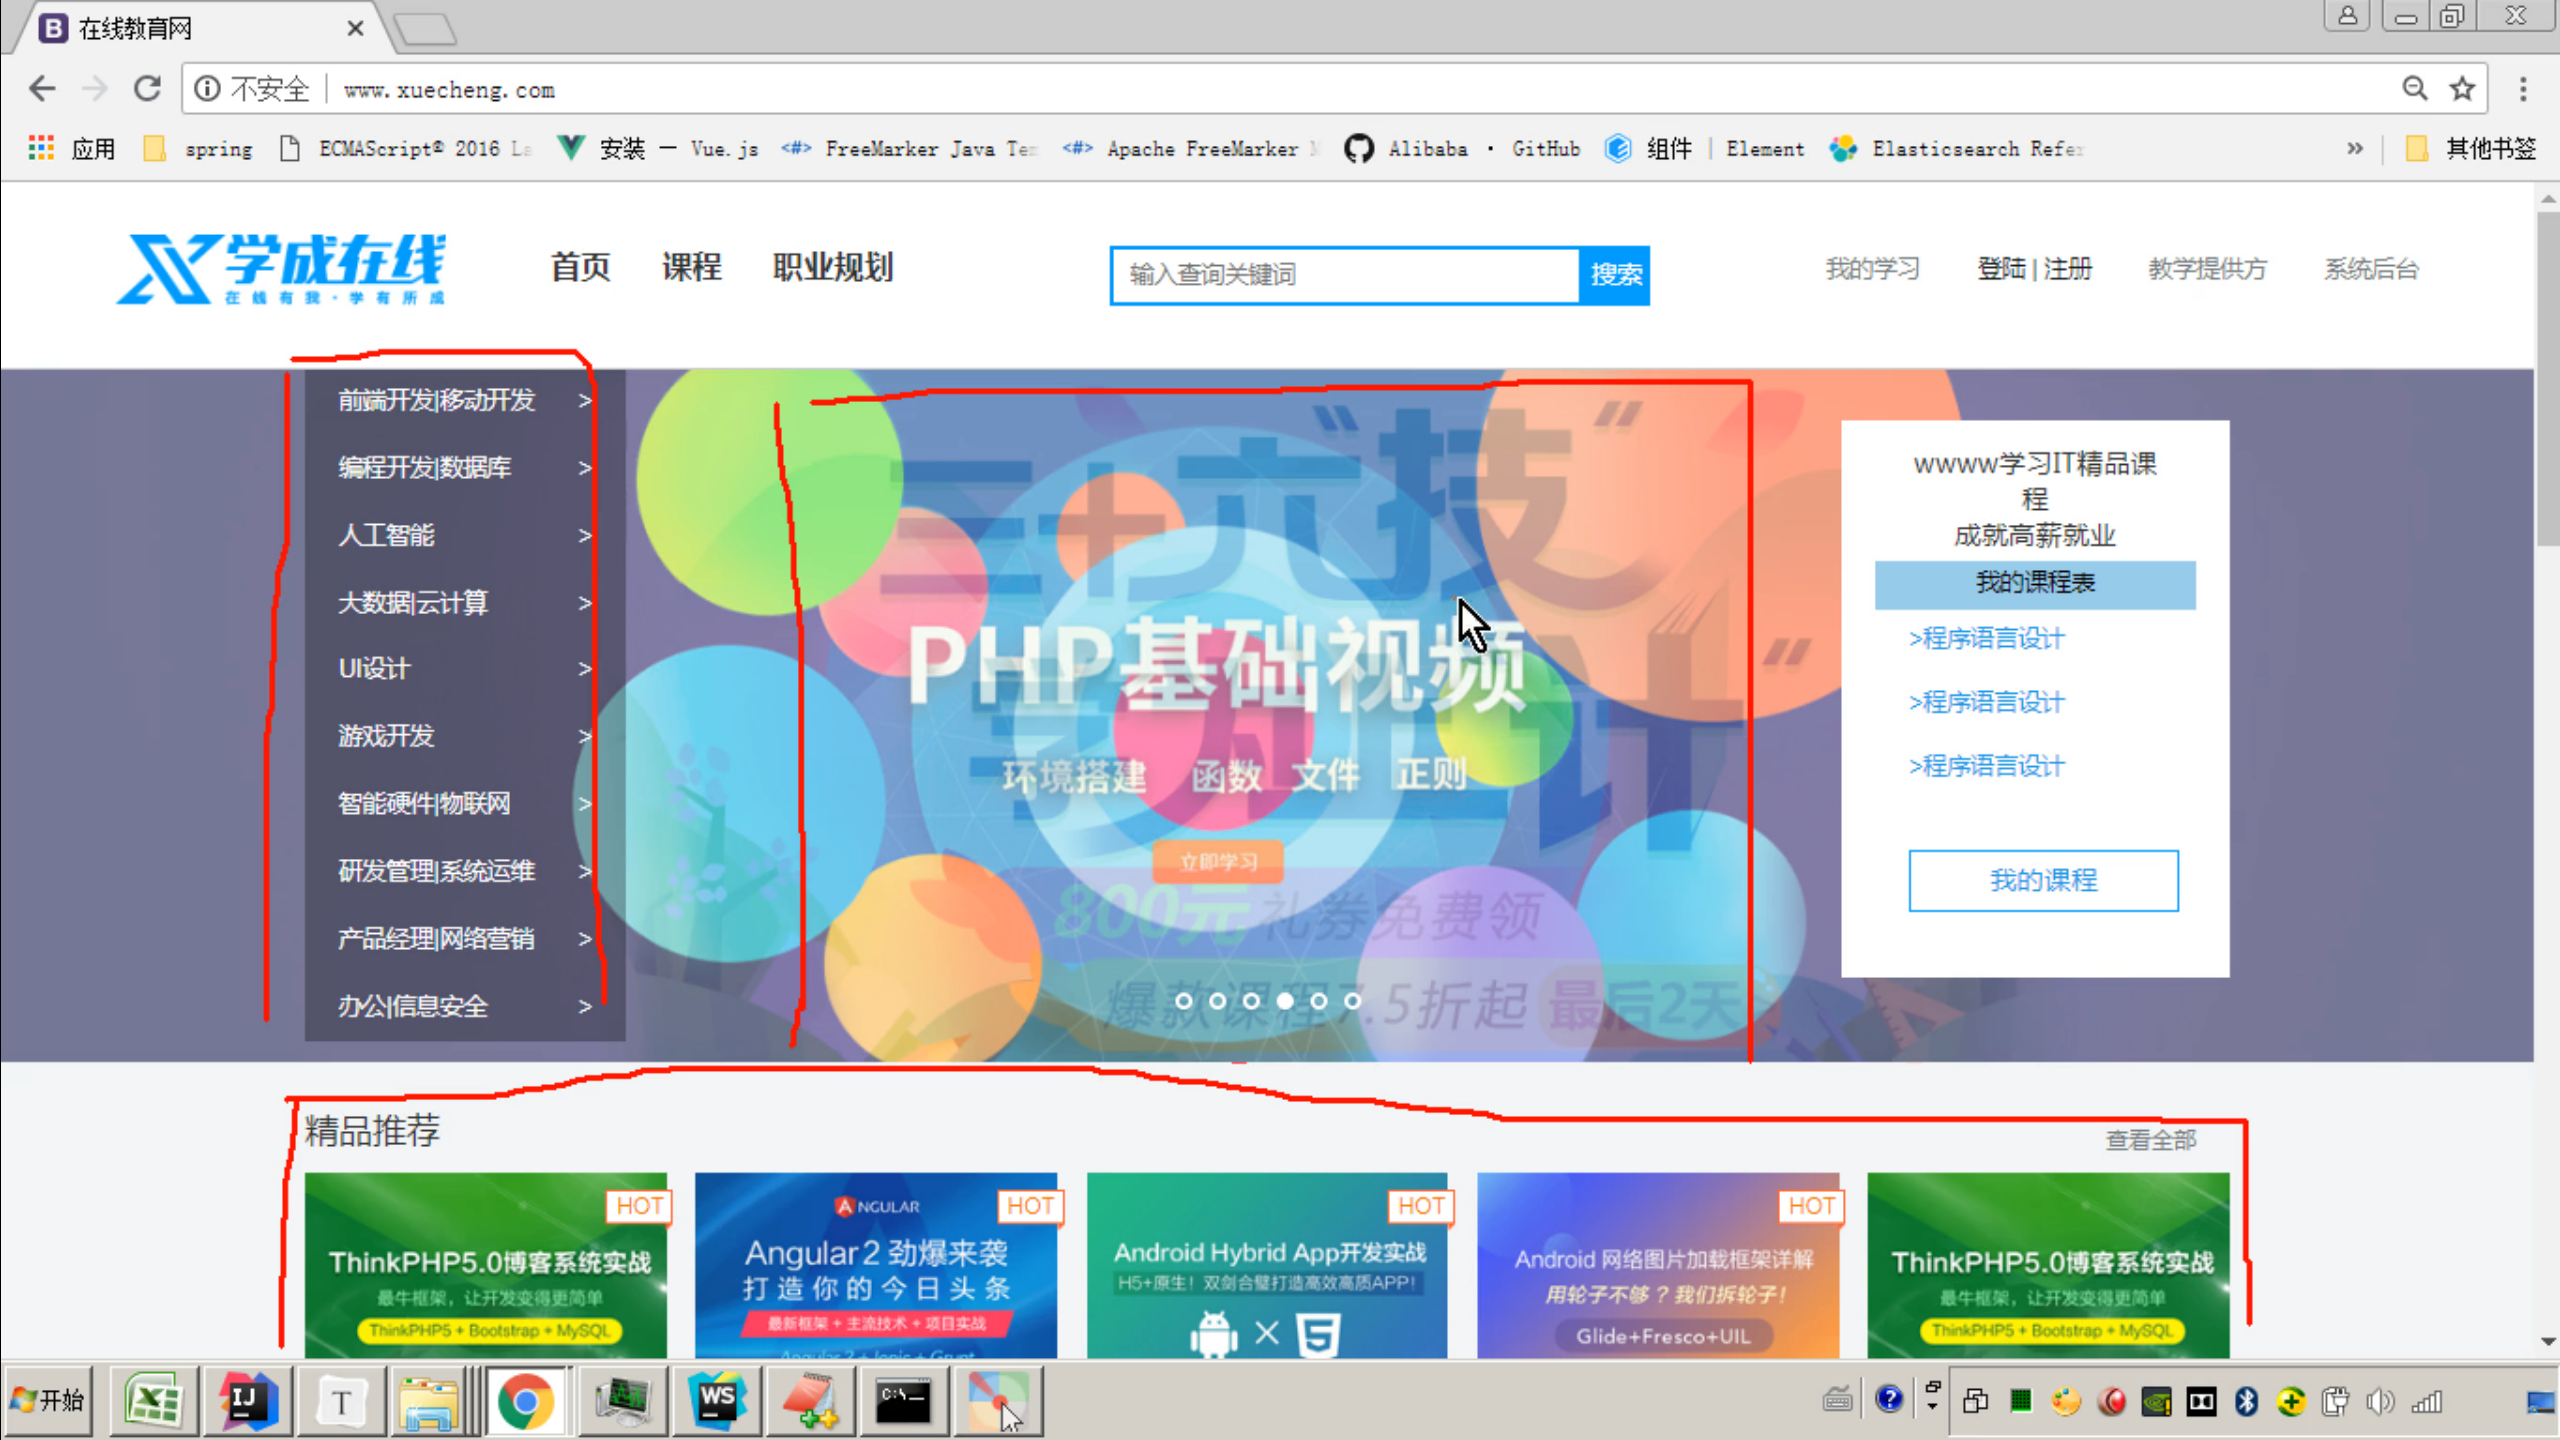 在线教育网
不安全 www.xuecheng.com
应用 spring ECMAScript® 2016 La 安装 — Vue.js <#> FreeMarker Java Te <#> Apache FreeMarker Alibaba · GitHub 组件 | Element Elasticsearch Refer » 其他书签
学成在线
在线有我·学有所成
首页 课程 职业规划
输入查询关键词 搜索
我的学习 登陆 | 注册 教学提供方 系统后台
前端开发|移动开发 >
编程开发|数据库 >
人工智能 >
大数据|云计算 >
UI设计 >
游戏开发 >
智能硬件|物联网 >
研发管理|系统运维 >
产品经理|网络营销 >
办公|信息安全 >
三十六“技”
PHP基础视频
环境搭建 函数 文件 正则
立即学习
800元 礼券免费领
爆款课程7.5折起 最后2天
wwww学习IT精品课
程
成就高薪就业
我的课程表
>程序语言设计
>程序语言设计
>程序语言设计
我的课程
精品推荐
查看全部
HOT
ThinkPHP5.0博客系统实战
最牛框架，让开发变得更简单
ThinkPHP5 + Bootstrap + MySQL
ANGULAR
HOT
Angular2 劲爆来袭
打造你的今日头条
最新框架 + 主流技术 + 项目实战
Angular 2 + Ionic + Grunt
HOT
Android Hybrid App开发实战
H5+原生！双剑合璧打造高效高质APP！
HOT
Android 网络图片加载框架详解
用轮子不够？我们拆轮子！
Glide+Fresco+UIL
ThinkPHP5.0博客系统实战
最牛框架，让开发变得更简单
ThinkPHP5 + Bootstrap + MySQL
开始
IJ
T
WS
C:\